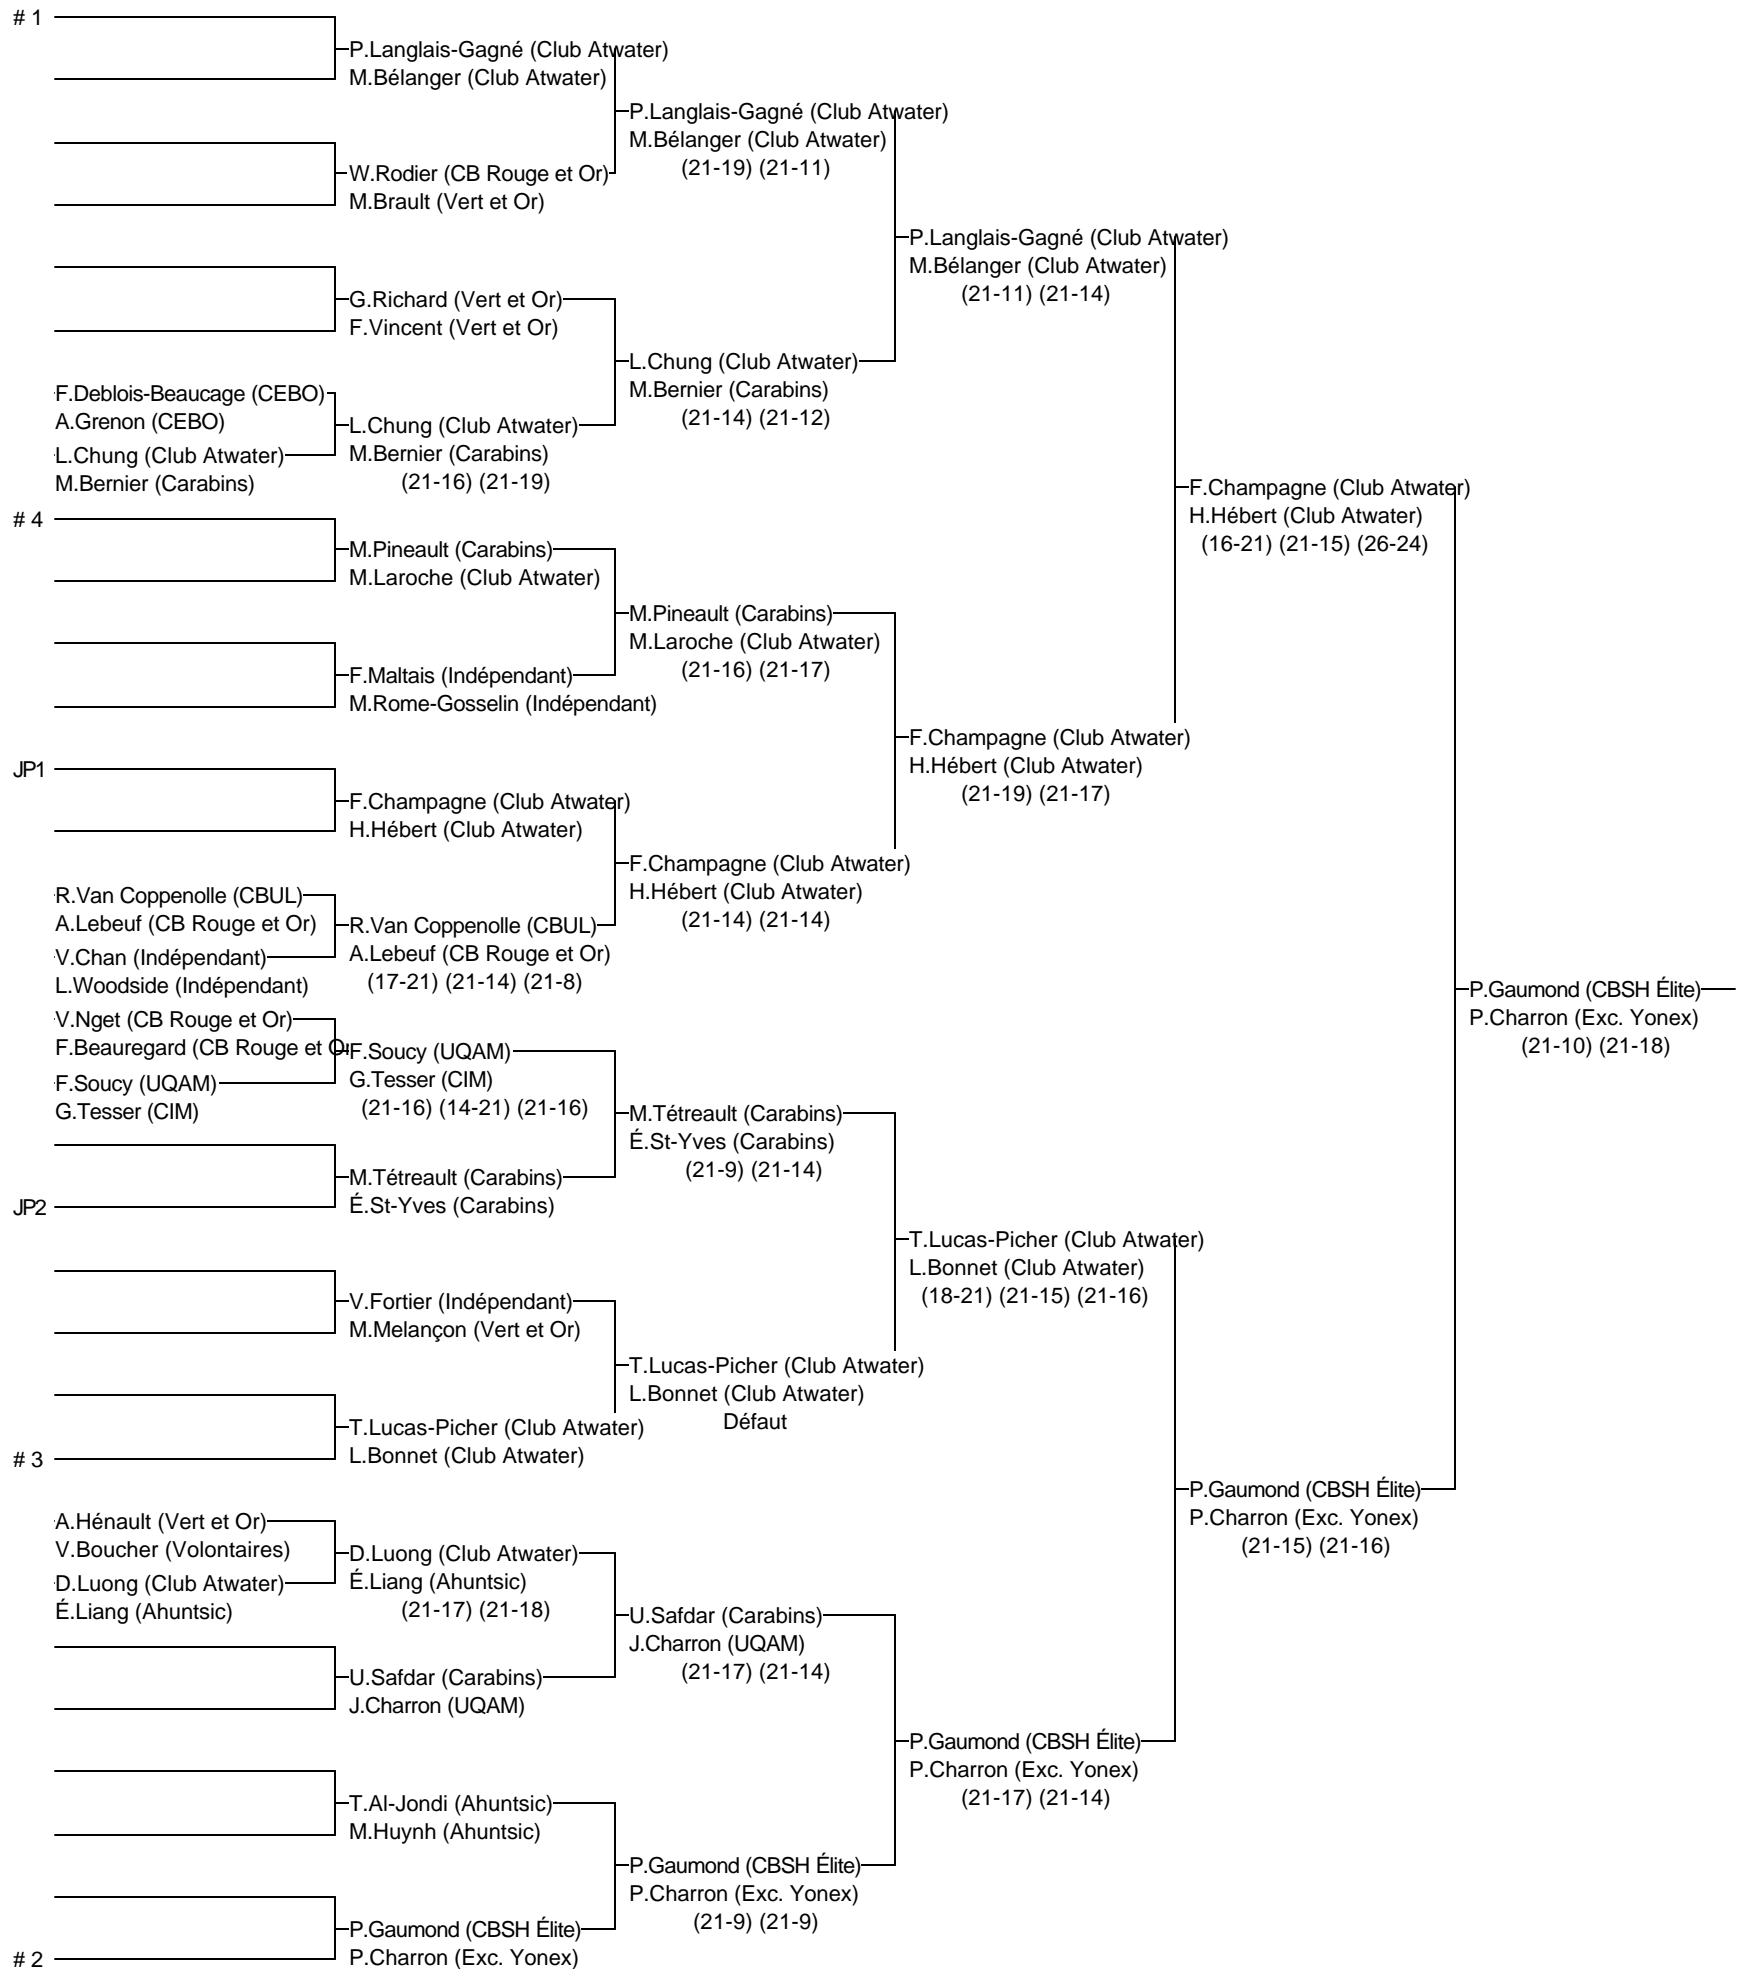 # 1
P.Langlais-Gagné (Club Atwater)
M.Bélanger (Club Atwater)
P.Langlais-Gagné (Club Atwater)
M.Bélanger (Club Atwater)
(21-19) (21-11)
W.Rodier (CB Rouge et Or)
M.Brault (Vert et Or)
P.Langlais-Gagné (Club Atwater)
M.Bélanger (Club Atwater)
(21-11) (21-14)
G.Richard (Vert et Or)
F.Vincent (Vert et Or)
L.Chung (Club Atwater)
M.Bernier (Carabins)
(21-14) (21-12)
F.Deblois-Beaucage (CEBO)
A.Grenon (CEBO)
L.Chung (Club Atwater)
M.Bernier (Carabins)
L.Chung (Club Atwater)
M.Bernier (Carabins)
(21-16) (21-19)
F.Champagne (Club Atwater)
H.Hébert (Club Atwater)
(16-21) (21-15) (26-24)
# 4
M.Pineault (Carabins)
M.Laroche (Club Atwater)
M.Pineault (Carabins)
M.Laroche (Club Atwater)
(21-16) (21-17)
F.Maltais (Indépendant)
M.Rome-Gosselin (Indépendant)
F.Champagne (Club Atwater)
H.Hébert (Club Atwater)
(21-19) (21-17)
JP1
F.Champagne (Club Atwater)
H.Hébert (Club Atwater)
F.Champagne (Club Atwater)
H.Hébert (Club Atwater)
(21-14) (21-14)
R.Van Coppenolle (CBUL)
A.Lebeuf (CB Rouge et Or)
V.Chan (Indépendant)
L.Woodside (Indépendant)
R.Van Coppenolle (CBUL)
A.Lebeuf (CB Rouge et Or)
(17-21) (21-14) (21-8)
P.Gaumond (CBSH Élite)
P.Charron (Exc. Yonex)
(21-10) (21-18)
V.Nget (CB Rouge et Or)
F.Beauregard (CB Rouge et Or
F.Soucy (UQAM)
G.Tesser (CIM)
F.Soucy (UQAM)
G.Tesser (CIM)
(21-16) (14-21) (21-16)
M.Tétreault (Carabins)
É.St-Yves (Carabins)
(21-9) (21-14)
M.Tétreault (Carabins)
É.St-Yves (Carabins)
JP2
T.Lucas-Picher (Club Atwater)
L.Bonnet (Club Atwater)
(18-21) (21-15) (21-16)
V.Fortier (Indépendant)
M.Melançon (Vert et Or)
T.Lucas-Picher (Club Atwater)
L.Bonnet (Club Atwater)
Défaut
T.Lucas-Picher (Club Atwater)
L.Bonnet (Club Atwater)
# 3
P.Gaumond (CBSH Élite)
P.Charron (Exc. Yonex)
(21-15) (21-16)
A.Hénault (Vert et Or)
V.Boucher (Volontaires)
D.Luong (Club Atwater)
É.Liang (Ahuntsic)
D.Luong (Club Atwater)
É.Liang (Ahuntsic)
(21-17) (21-18)
U.Safdar (Carabins)
J.Charron (UQAM)
(21-17) (21-14)
U.Safdar (Carabins)
J.Charron (UQAM)
P.Gaumond (CBSH Élite)
P.Charron (Exc. Yonex)
(21-17) (21-14)
T.Al-Jondi (Ahuntsic)
M.Huynh (Ahuntsic)
P.Gaumond (CBSH Élite)
P.Charron (Exc. Yonex)
(21-9) (21-9)
P.Gaumond (CBSH Élite)
P.Charron (Exc. Yonex)
# 2